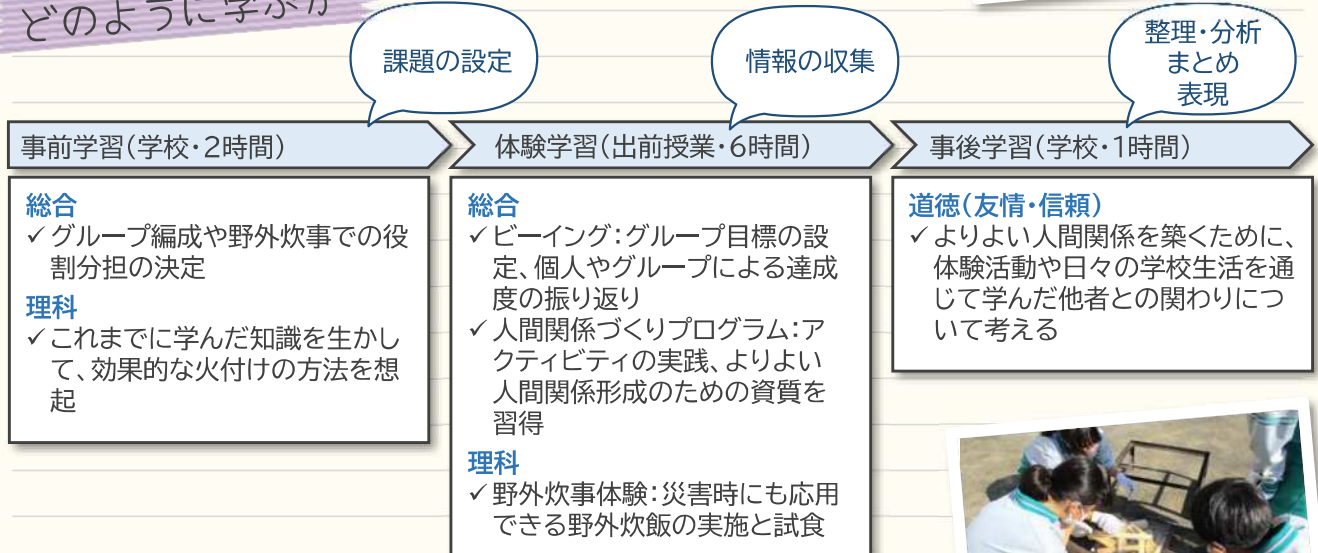 どのように学ぶか
課題の設定
情報の収集
整理・分析
まとめ
表現
事前学習(学校・2時間)
体験学習(出前授業・6時間)
事後学習(学校・1時間)
総合
✓グループ編成や野外炊事での役
割分担の決定
理科
✓これまでに学んだ知識を生かし
て、効果的な火付けの方法を想
起
総合
✓ビーイング:グループ目標の設
定、個人やグループによる達成
度の振り返り
✓人間関係づくりプログラム:ア
クティビティの実践、よりよい
人間関係形成のための資質を
習得
理科
✓野外炊事体験:災害時にも応用
できる野外炊飯の実施と試食
道徳(友情・信頼)
✓よりよい人間関係を築くために、
体験活動や日々の学校生活を通
じて学んだ他者との関わりにつ
いて考える